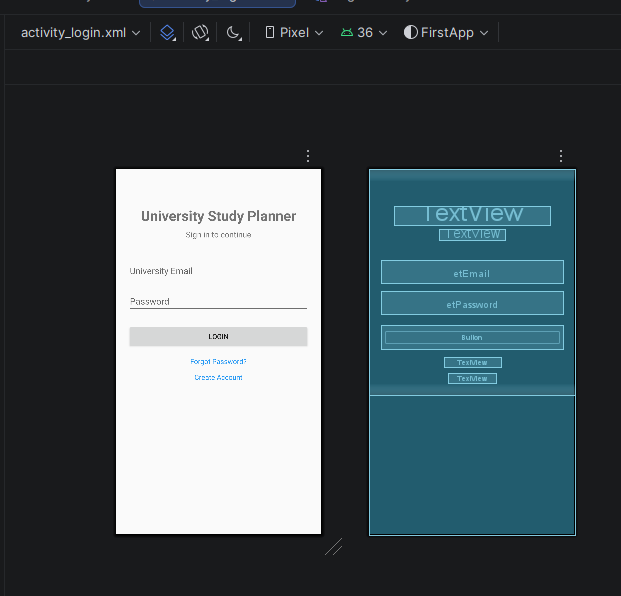 activity_login.xml
Pixel
36
FirstApp
University Study Planner
Sign in to continue
University Email
Password
LOGIN
Forgot Password?
Create Account
TextView
TextView
etEmail
etPassword
Button
TextView
TextView